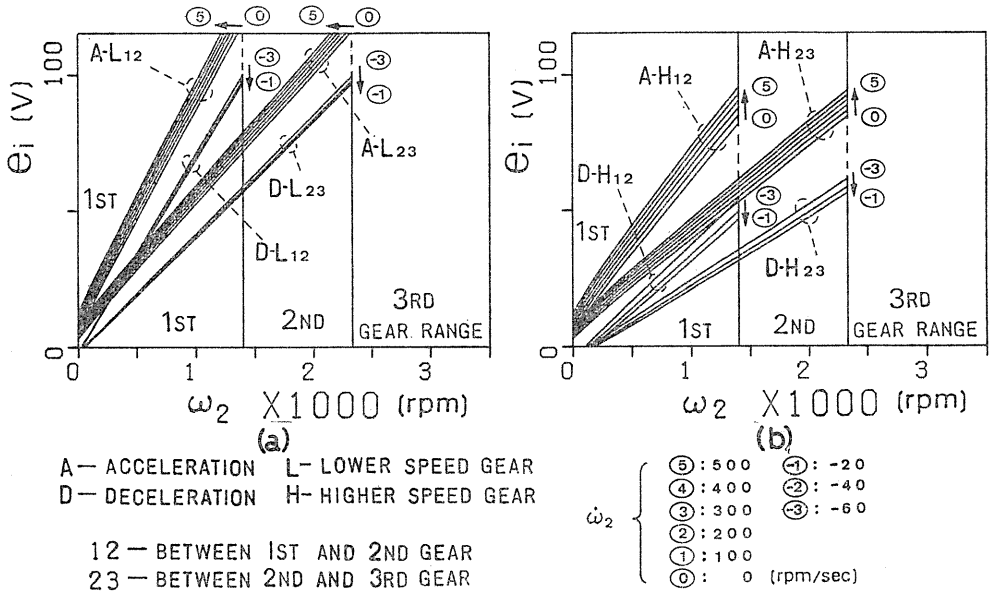 ⑤ ← ⓪ ⑤ ← ⓪
100
eᵢ (V)
0
A-L₁₂
(-3)
(-1)
A-L₂₃
(-3)
(-1)
1ST
D-L₂₃
D-L₁₂
1ST
2ND
3RD
GEAR RANGE
0 1 2 3
ω₂ X1000 (rpm)
(a)
100
eᵢ (V)
0
A-H₁₂
A-H₂₃
⑤
⓪
⑤
⓪
D-H₁₂
(-3)
(-1)
(-3)
(-1)
1ST
D-H₂₃
1ST
2ND
3RD
GEAR RANGE
0 1 2 3
ω₂ X1000 (rpm)
(b)
A — ACCELERATION L- LOWER SPEED GEAR
D — DECELERATION H- HIGHER SPEED GEAR
12 — BETWEEN 1ST AND 2ND GEAR
23 — BETWEEN 2ND AND 3RD GEAR
ω̇₂
⑤ : 500 (-1) : -20
④ : 400 (-2) : -40
③ : 300 (-3) : -60
② : 200
① : 100
⓪ : 0 (rpm/sec)